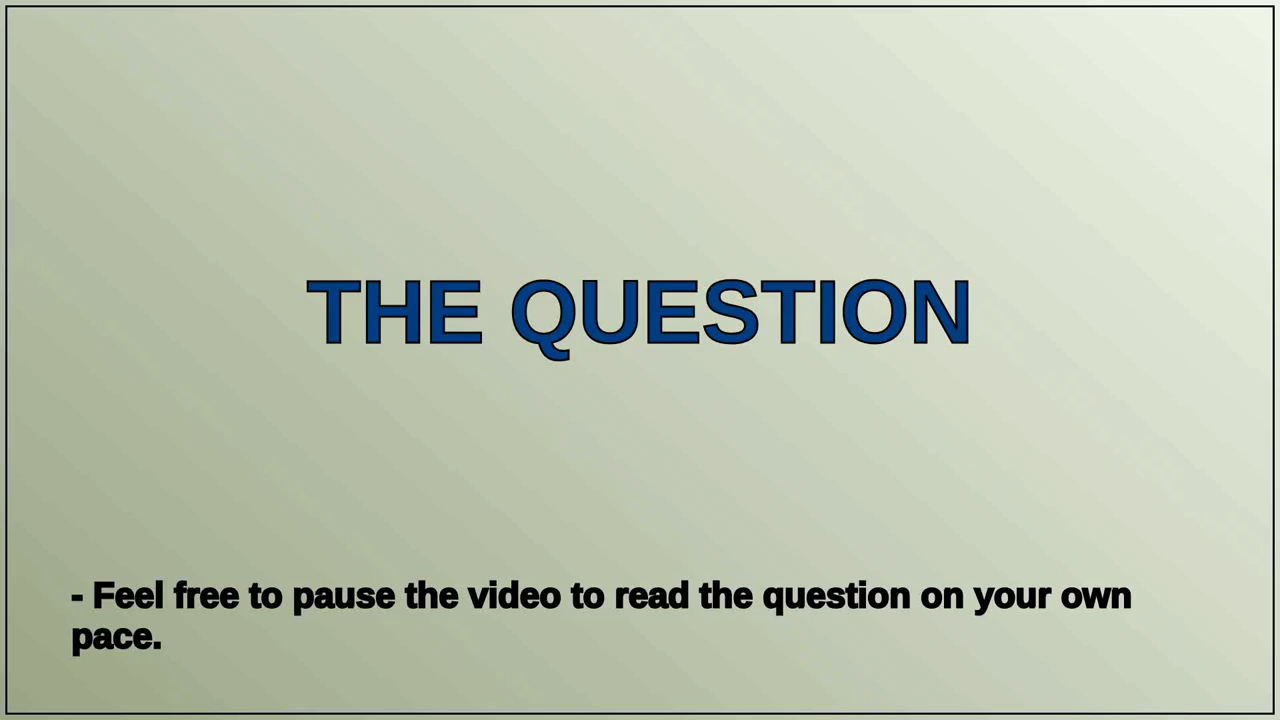 THE QUESTION
- Feel free to pause the video to read the question on your own
pace.